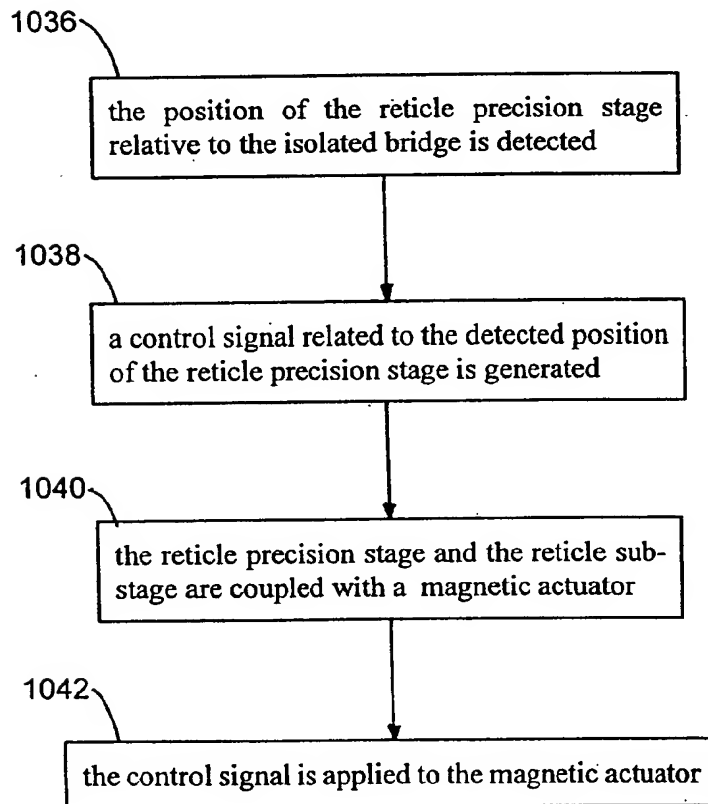 1036
the position of the reticle precision stage
relative to the isolated bridge is detected
1038
a control signal related to the detected position
of the reticle precision stage is generated
1040
the reticle precision stage and the reticle sub-
stage are coupled with a magnetic actuator
1042
the control signal is applied to the magnetic actuator